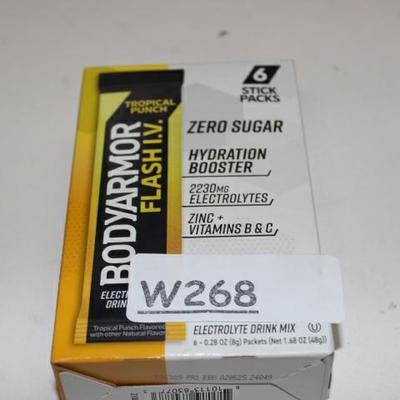 6
STICK
PACKS
TROPICAL
PUNCH
BODYARMOR
FLASH I.V.
ZERO SUGAR
HYDRATION
BOOSTER
2230MG
ELECTROLYTES
ZINC +
VITAMINS B & C
W268
Tropical Punch Flavored
with other Natural Flavor
ELECTROLYTE DRINK MIX
6 - 0.28 OZ (8g) Packets (Net 1.68 OZ (48g))